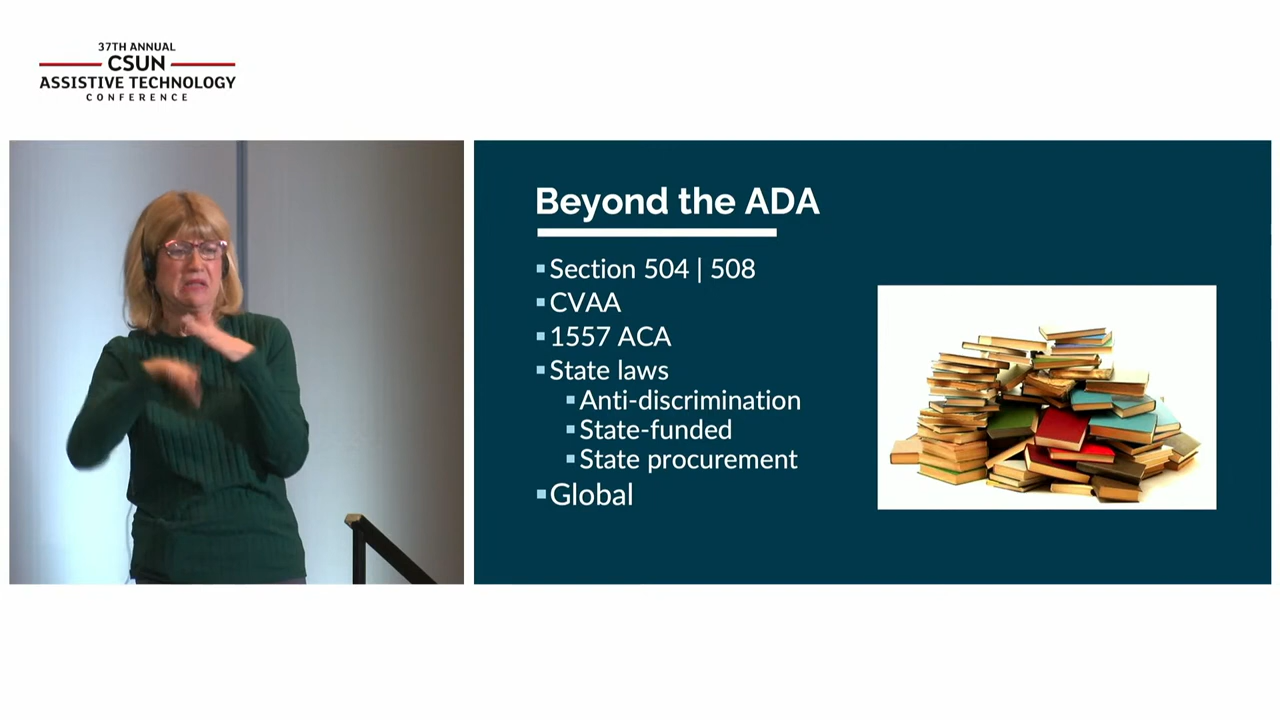 37TH ANNUAL
CSUN
ASSISTIVE TECHNOLOGY
CONFERENCE
Beyond the ADA
Section 504 | 508
CVAA
1557 ACA
State laws
Anti-discrimination
State-funded
State procurement
Global